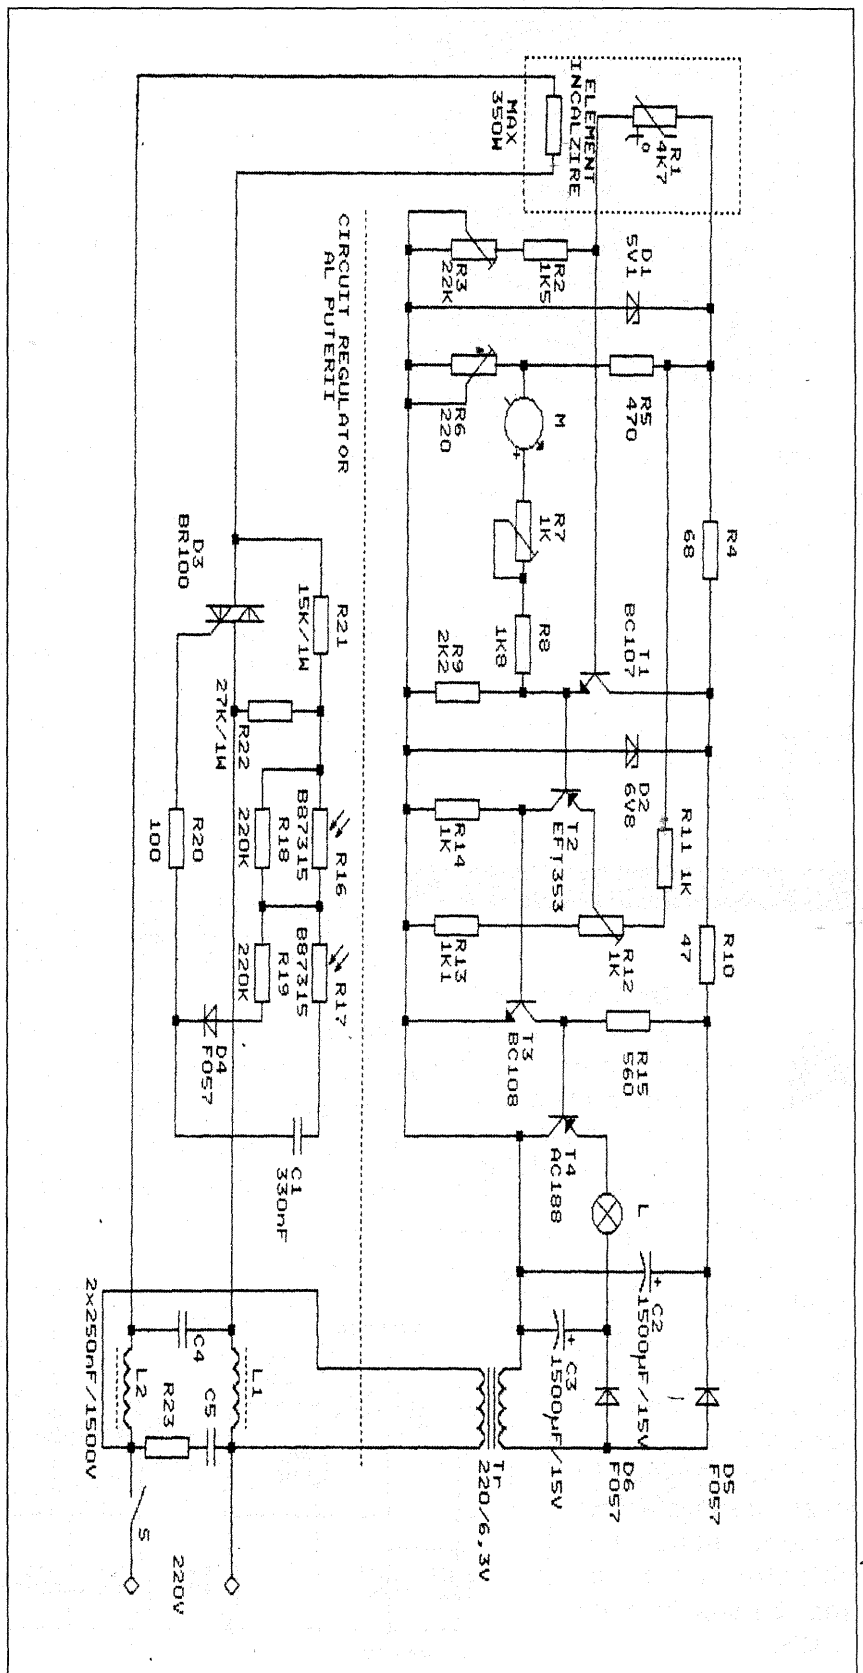 ELEMENT
INCALZIRE
MAX
350W
R1
4K7
+
o
D1
5V1
R2
1K5
R3
22K
CIRCUIT REGULATOR
AL PUTERII
R5
470
R6
220
M
+
R7
1K
R4
68
R8
1K8
T1
BC107
R9
2K2
D3
BR100
R21
15K/1W
R22
27K/1W
D2
6V8
T2
EFT353
R11 1K
R14
1K
R12
1K
R13
1K1
R10
47
R20
100
R18
220K
R16
B87315
R19
220K
R17
B87315
D4
F057
T3
BC108
R15
560
T4
AC188
C1
330nF
L
+
C2
1500µF/15V
+
C3
1500µF/15V
D5
F057
D6
F057
Tr
220/6,3V
C4
2x250nF/1500V
L1
L2
R23
C5
S
220V